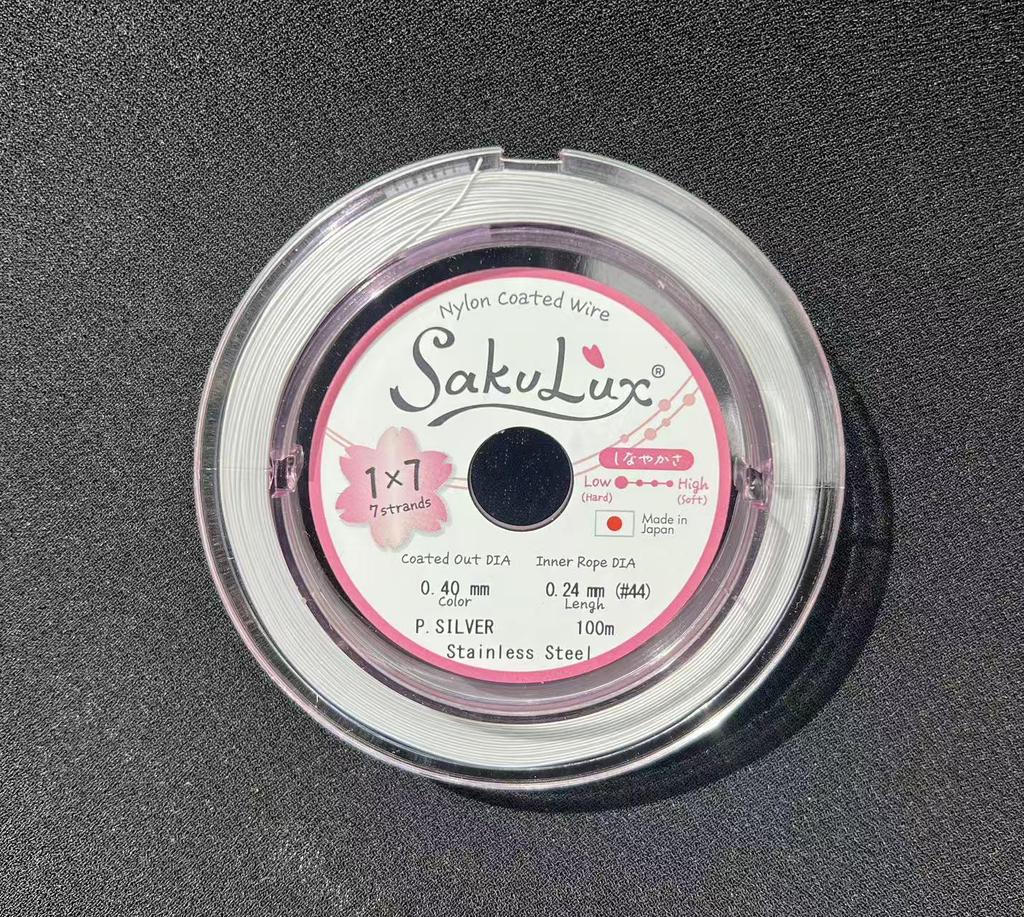 Nylon Coated Wire
SakuLux®
1×7
7strands
しなやかさ
Low High
(Hard) (Soft)
Made in
Japan
Coated Out DIA Inner Rope DIA
0.40 mm 0.24 mm (#44)
Color Lengh
P.SILVER 100m
Stainless Steel